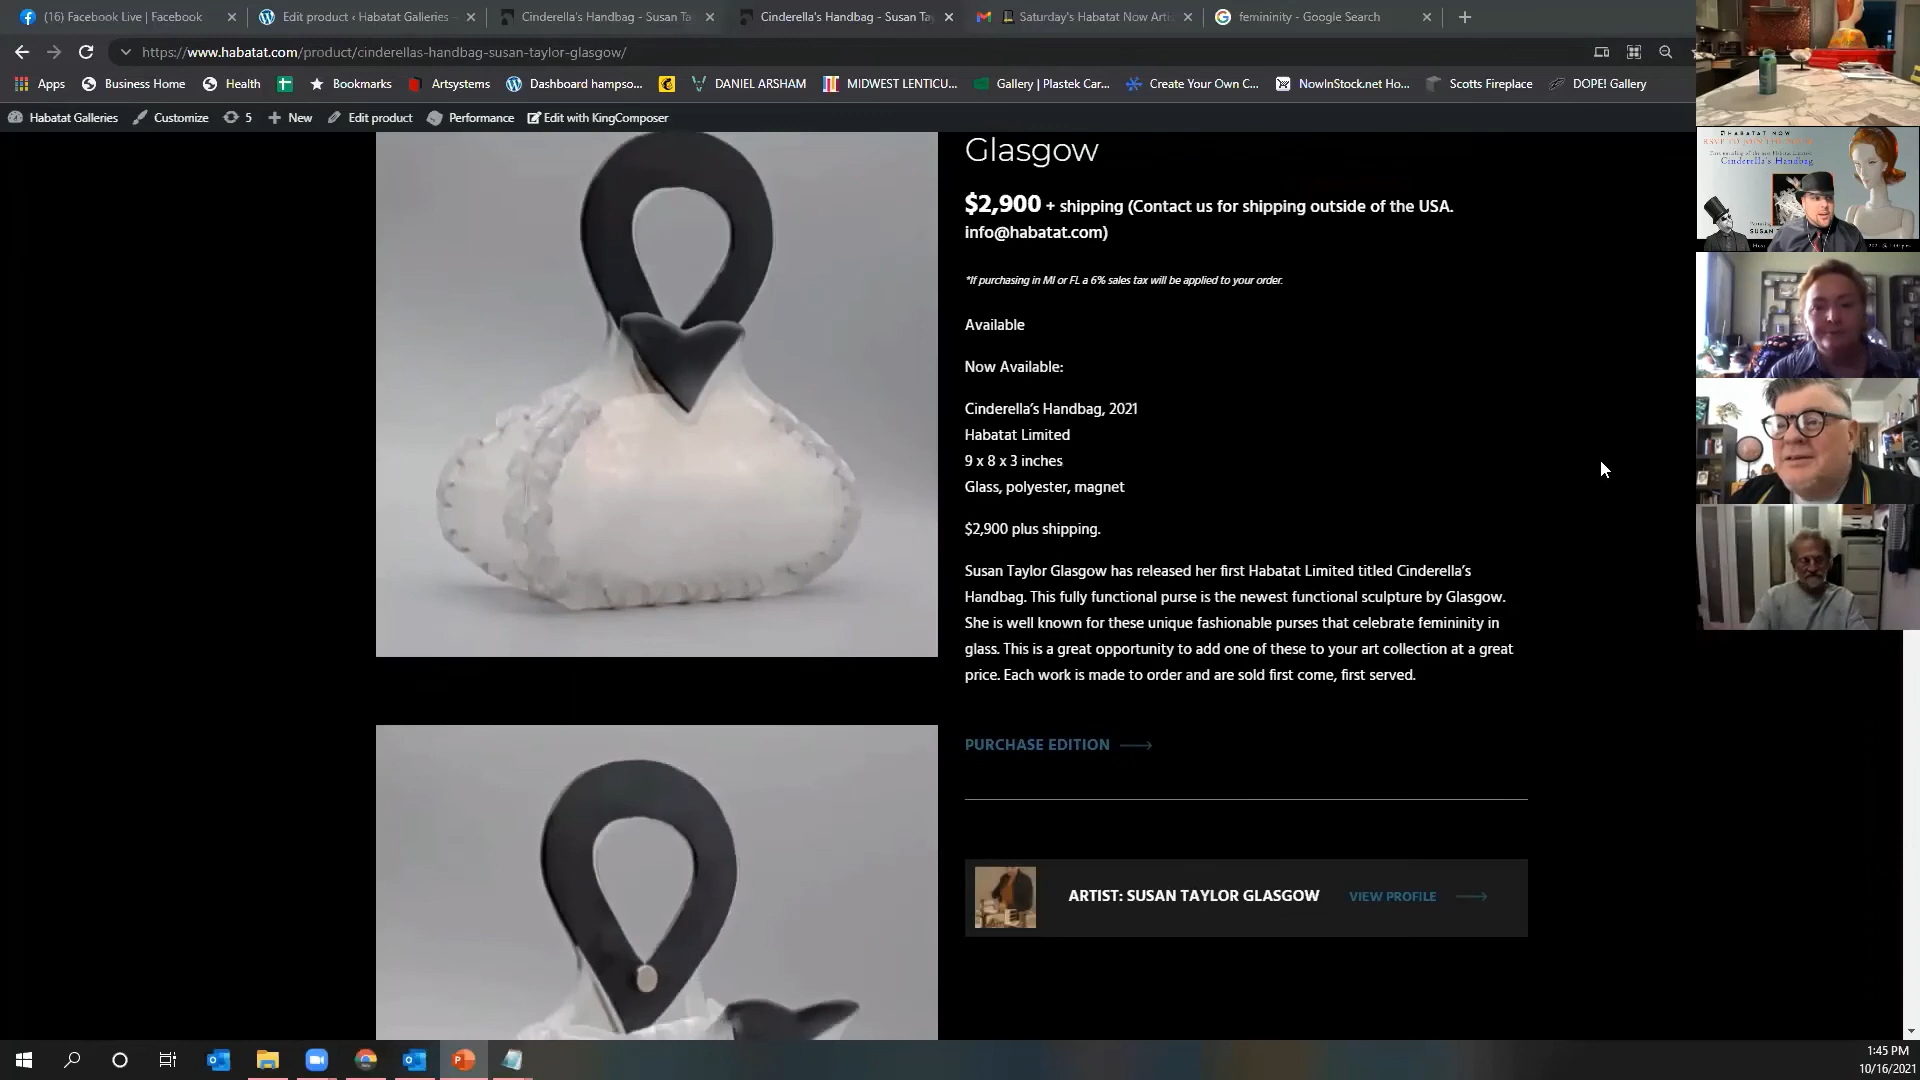 (16) Facebook Live | Facebook
Edit product ‹ Habatat Galleries —
Cinderella's Handbag - Susan Ta
Cinderella's Handbag - Susan Tay
Saturday's Habatat Now Arti
femininity - Google Search
https://www.habatat.com/product/cinderellas-handbag-susan-taylor-glasgow/
Apps
Business Home
Health
Bookmarks
Artsystems
Dashboard hampso...
DANIEL ARSHAM
MIDWEST LENTICU...
Gallery | Plastek Car...
Create Your Own C...
NowInStock.net Ho...
Scotts Fireplace
DOPE! Gallery
Habatat Galleries
Customize
5
New
Edit product
Performance
Edit with KingComposer
HABATAT NOW
RSVP TO JOIN THE
Cinderella's Handbag
SUSAN
Glasgow
$2,900 + shipping (Contact us for shipping outside of the USA.
info@habatat.com)
*If purchasing in MI or FL a 6% sales tax will be applied to your order.
Available
Now Available:
Cinderella's Handbag, 2021
Habatat Limited
9 x 8 x 3 inches
Glass, polyester, magnet
$2,900 plus shipping.
Susan Taylor Glasgow has released her first Habatat Limited titled Cinderella's
Handbag. This fully functional purse is the newest functional sculpture by Glasgow.
She is well known for these unique fashionable purses that celebrate femininity in
glass. This is a great opportunity to add one of these to your art collection at a great
price. Each work is made to order and are sold first come, first served.
PURCHASE EDITION
ARTIST: SUSAN TAYLOR GLASGOW
VIEW PROFILE
1:45 PM
10/16/2021